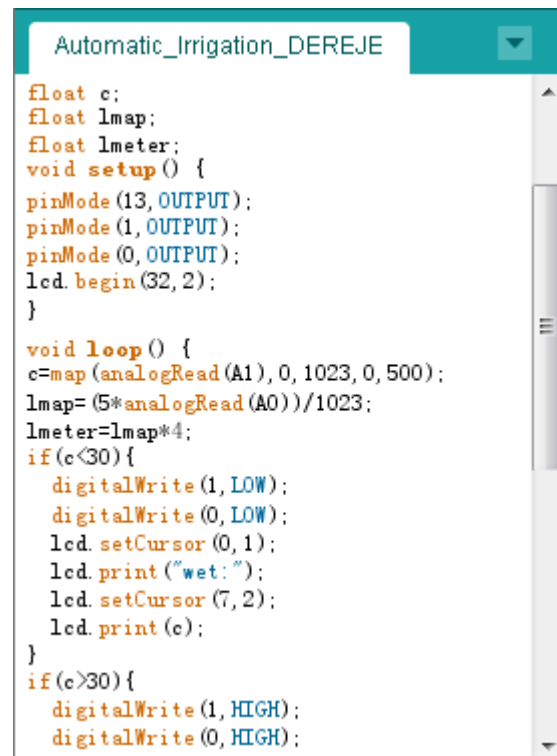 Automatic_Irrigation_DEREJE
float c;
float lmap;
float lmeter;
void setup() {
pinMode(13,OUTPUT);
pinMode(1,OUTPUT);
pinMode(0,OUTPUT);
lcd.begin(32,2);
}
void loop() {
c=map(analogRead(A1),0,1023,0,500);
lmap=(5*analogRead(A0))/1023;
lmeter=lmap*4;
if(c<30){
  digitalWrite(1,LOW);
  digitalWrite(0,LOW);
  lcd.setCursor(0,1);
  lcd.print("wet:");
  lcd.setCursor(7,2);
  lcd.print(c);
}
if(c>30){
  digitalWrite(1,HIGH);
  digitalWrite(0,HIGH);